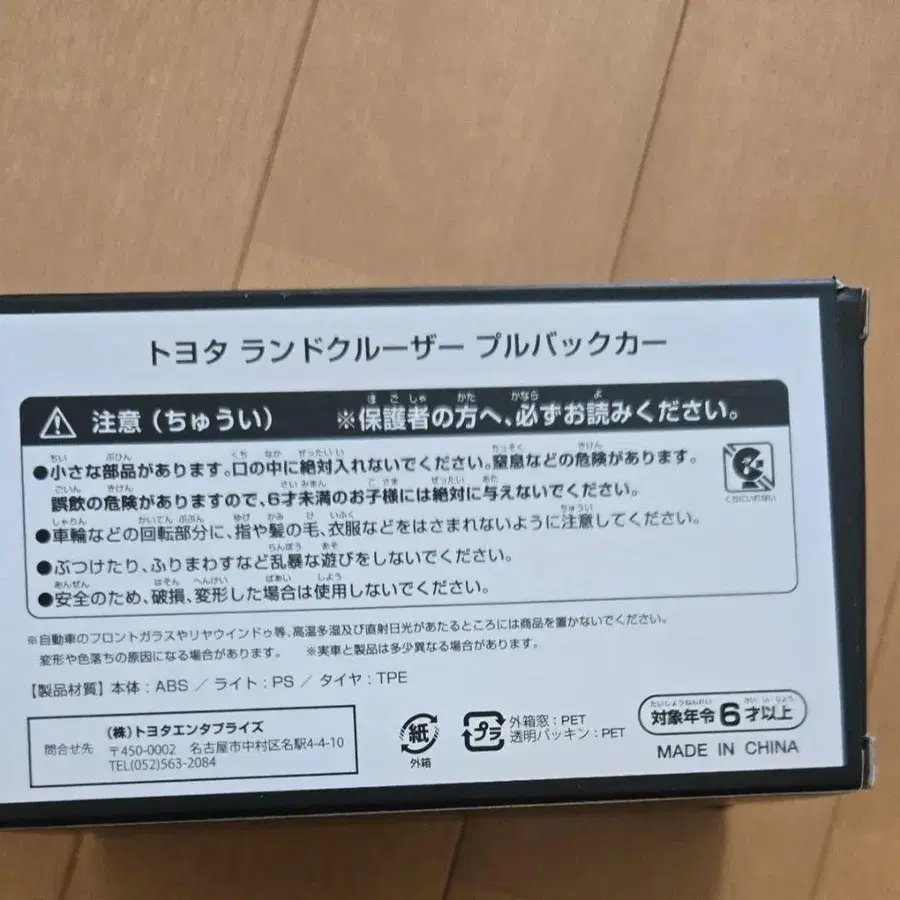 トヨタ ランドクルーザー プルバックカー
注意（ちゅうい） ※保護者の方へ、必ずお読みください。
●小さな部品があります。口の中に絶対入れないでください。窒息などの危険があります。
誤飲の危険がありますので、6才未満のお子様には絶対に与えないでください。
くちにいれない
●車輪などの回転部分に、指や髪の毛、衣服などをはさまれないように注意してください。
●ぶつけたり、ふりまわすなど乱暴な遊びをしないでください。
●安全のため、破損、変形した場合は使用しないでください。
※自動車のフロントガラスやリヤウインドゥ等、高温多湿及び直射日光があたるところには商品を置かないでください。
変形や色落ちの原因になる場合があります。 ※実車と製品は多少異なる場合があります。
【製品材質】本体：ABS ／ ライト：PS ／ タイヤ：TPE
問合せ先
（株）トヨタエンタプライズ
〒450-0002 名古屋市中村区名駅4-4-10
TEL(052)563-2084
紙
外箱
プラ
外箱窓：PET
透明パッキン：PET
対象年令6才以上
MADE IN CHINA